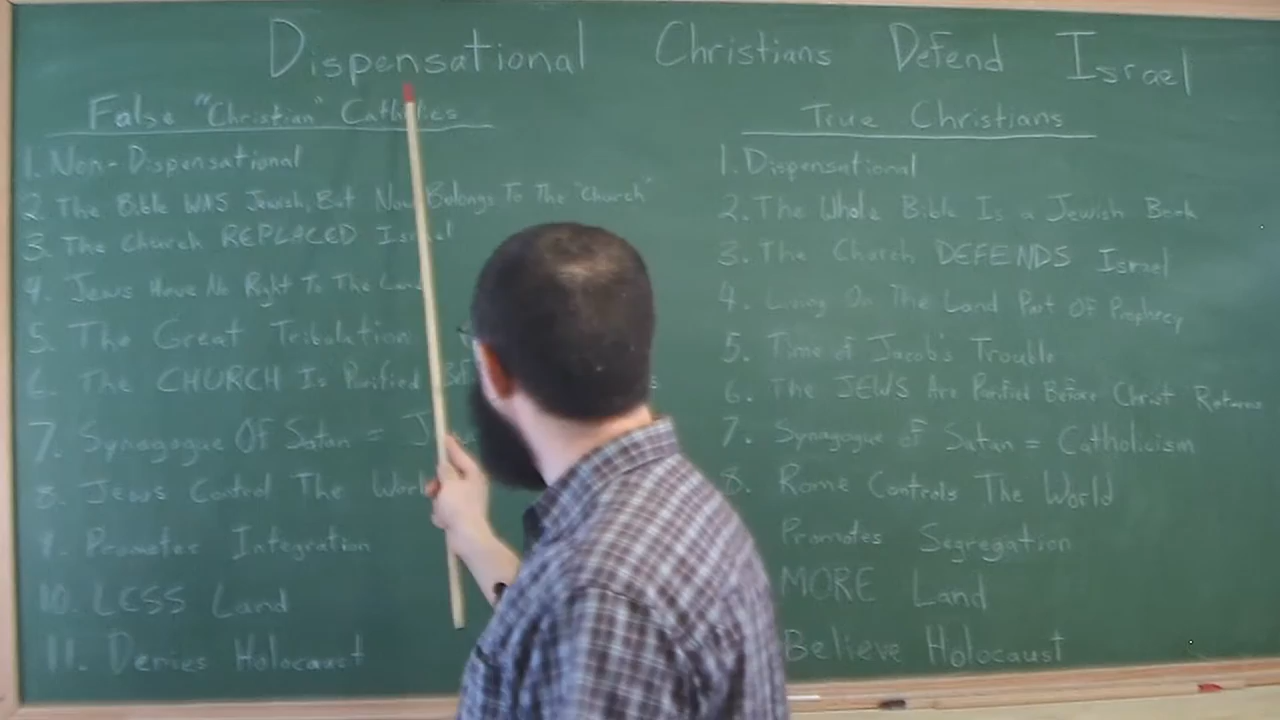 Dispensational Christians Defend Israel
False "Christian" Catholics
1. Non-Dispensational
2. The Bible WAS Jewish, But Now Belongs To The "Church"
3. The Church REPLACED Israel
4. Jews Have No Right To The Land
5. The Great Tribulation
6. The CHURCH Is Purified
7. Synagogue Of Satan =
8. Jews Control The World
9. Promotes Integration
10. LESS Land
11. Denies Holocaust
True Christians
1. Dispensational
2. The Whole Bible Is a Jewish Book
3. The Church DEFENDS Israel
4. Living On The Land Part Of Prophecy
5. Time of Jacob's Trouble
6. The JEWS Are Purified Before Christ Returns
7. Synagogue of Satan = Catholicism
8. Rome Controls The World
Promotes Segregation
MORE Land
Believe Holocaust